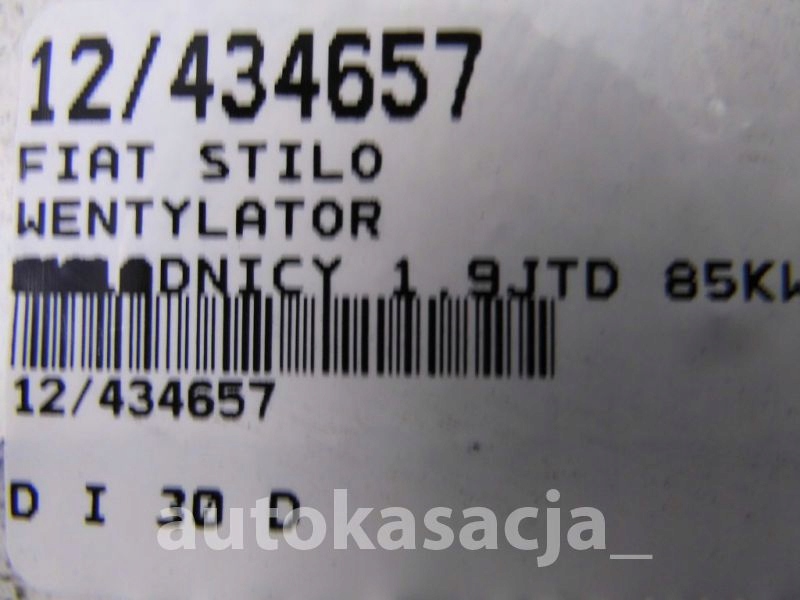 12/434657
FIAT STILO
WENTYLATOR
DNICY 1.9JTD 85KW
12/434657
D I 30 D
autokasacja_